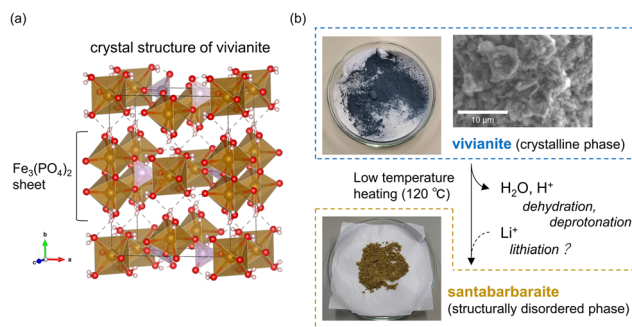 (a)
crystal structure of vivianite
Fe3(PO4)2
sheet
b
c
a
(b)
10 μm
vivianite (crystalline phase)
Low temperature
heating (120 ℃)
H2O, H+
dehydration,
deprotonation
Li+
lithiation ?
santabarbaraite
(structurally disordered phase)